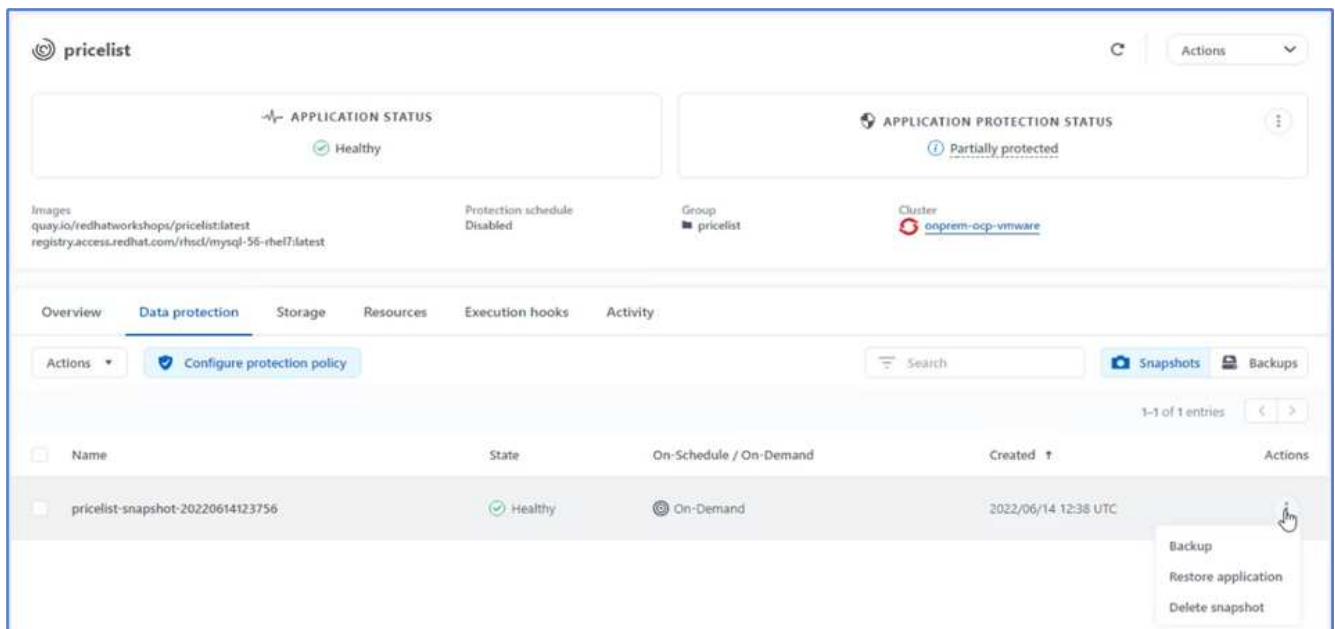 pricelist
Actions
APPLICATION STATUS
Healthy
APPLICATION PROTECTION STATUS
Partially protected
Images
quay.io/redhatworkshops/pricelist:latest
registry.access.redhat.com/rhscl/mysql-56-rhel7:latest
Protection schedule
Disabled
Group
pricelist
Cluster
onprem-ocp-vmware
Overview Data protection Storage Resources Execution hooks Activity
Actions Configure protection policy Search Snapshots Backups
1–1 of 1 entries
Name State On-Schedule / On-Demand Created ↑ Actions
pricelist-snapshot-20220614123756 Healthy On-Demand 2022/06/14 12:38 UTC
Backup
Restore application
Delete snapshot